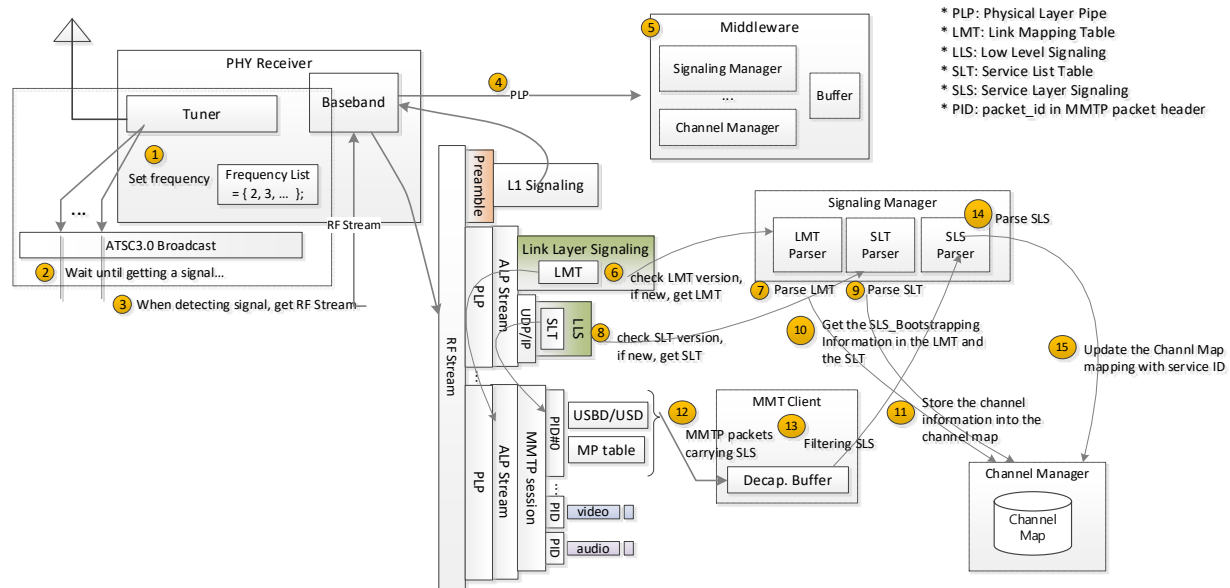 * PLP: Physical Layer Pipe
* LMT: Link Mapping Table
* LLS: Low Level Signaling
* SLT: Service List Table
* SLS: Service Layer Signaling
* PID: packet_id in MMTP packet header
5
Middleware
Signaling Manager
...
Channel Manager
Buffer
PHY Receiver
Tuner
Baseband
4
PLP
1
Set frequency
Frequency List
= { 2, 3, ... };
...
RF Stream
ATSC3.0 Broadcast
2
Wait until getting a signal...
3
When detecting signal, get RF Stream
RF Stream
Preamble
L1 Signaling
PLP
ALP Stream
Link Layer Signaling
LMT
6
check LMT version,
if new, get LMT
UDP/IP
SLT
LLS
8
check SLT version,
if new, get SLT
Signaling Manager
LMT
Parser
SLT
Parser
SLS
Parser
14
Parse SLS
7
Parse LMT
9
Parse SLT
10
Get the SLS_Bootstrapping
Information in the LMT and
the SLT
15
Update the Channl Map
mapping with service ID
11
Store the channel
information into the
channel map
...
PLP
ALP Stream
MMTP session
PID#0
USBD/USD
MP table
...
PID
video
PID
audio
12
MMTP packets
carrying SLS
MMT Client
13
Filtering SLS
Decap. Buffer
Channel Manager
Channel
Map